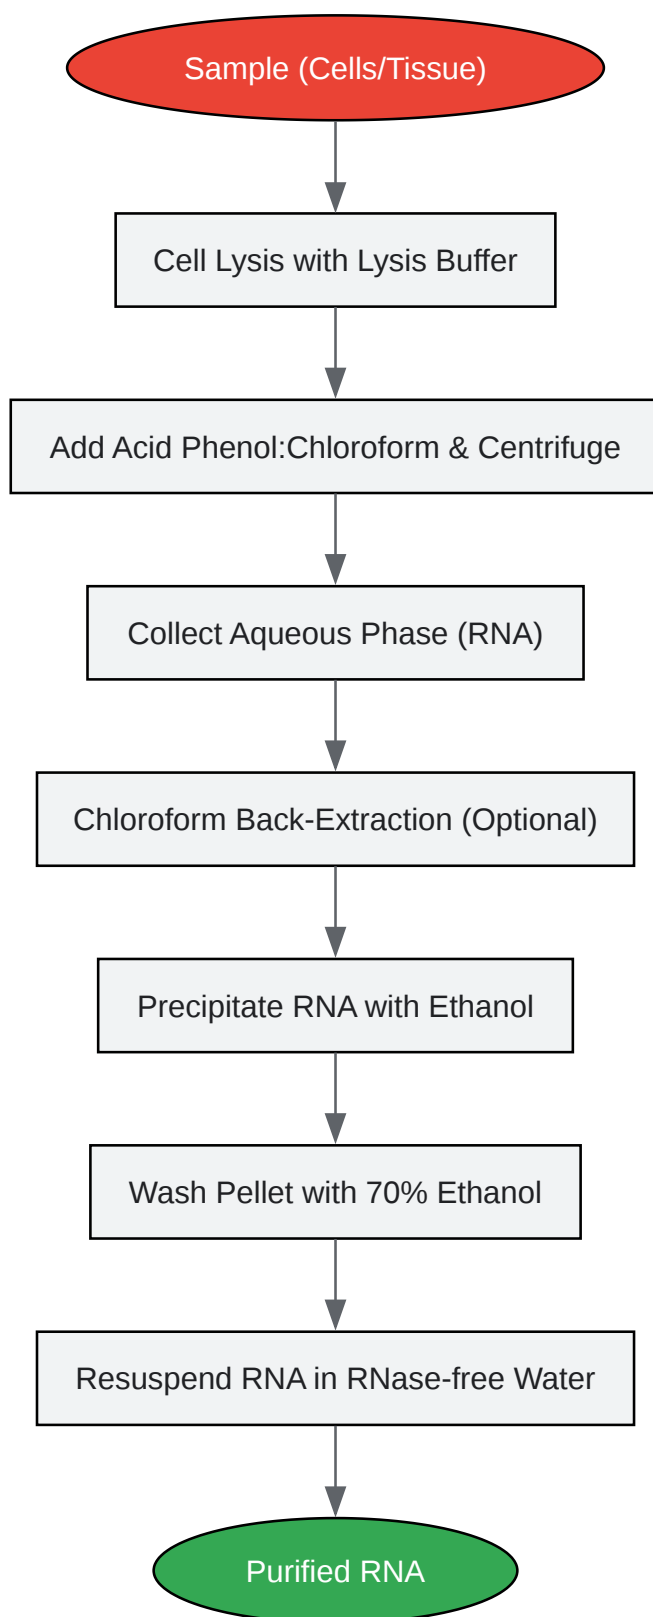 Sample (Cells/Tissue)
Cell Lysis with Lysis Buffer
Add Acid Phenol:Chloroform & Centrifuge
Collect Aqueous Phase (RNA)
Chloroform Back-Extraction (Optional)
Precipitate RNA with Ethanol
Wash Pellet with 70% Ethanol
Resuspend RNA in RNase-free Water
Purified RNA